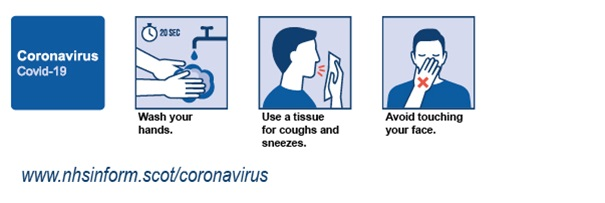 Coronavirus
Covid-19
20 SEC
Wash your
hands.
Use a tissue
for coughs and
sneezes.
Avoid touching
your face.
www.nhsinform.scot/coronavirus